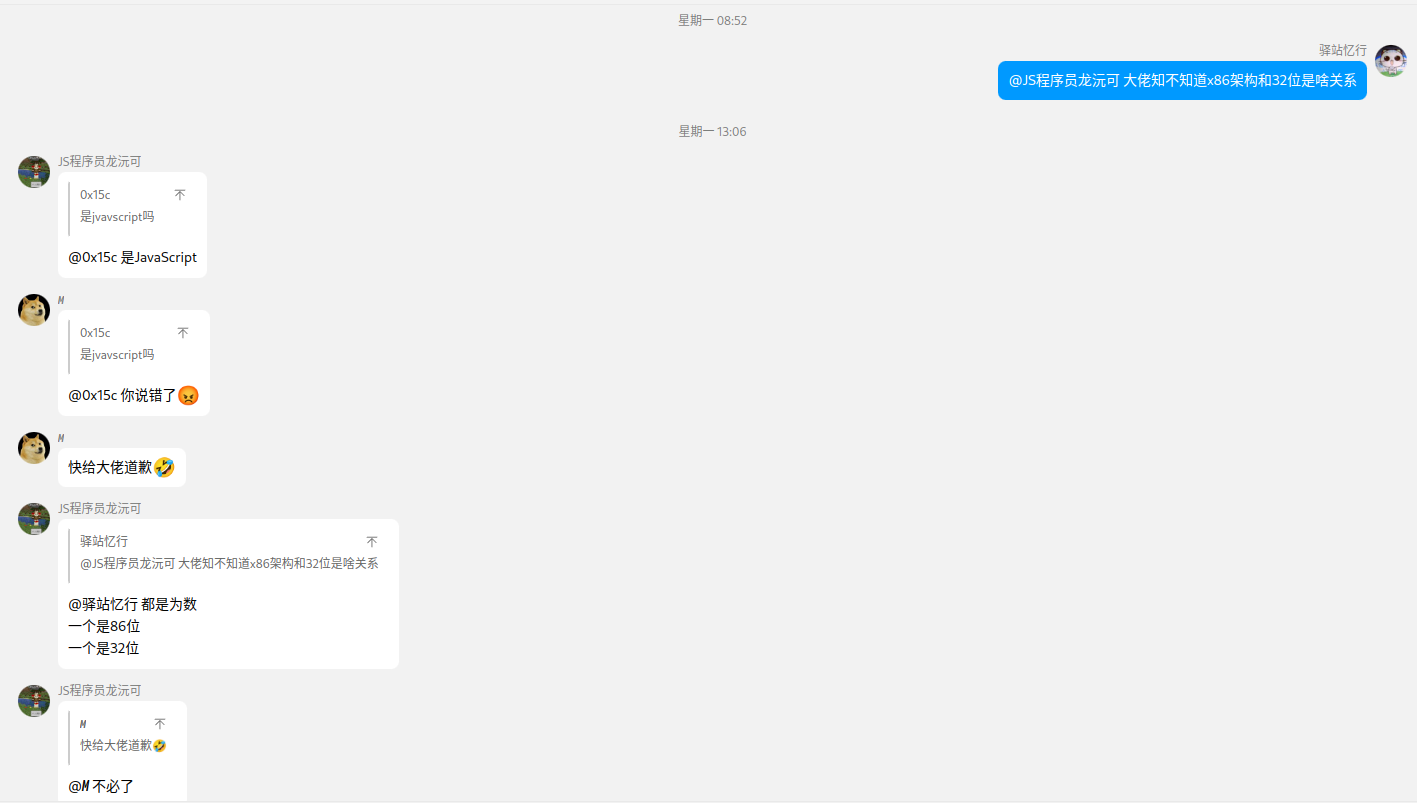 星期一 08:52
驿站忆行
@JS程序员龙沅可 大佬知不知道x86架构和32位是啥关系
星期一 13:06
JS程序员龙沅可
0x15c
是jvavscript吗
@0x15c 是JavaScript
M
0x15c
是jvavscript吗
@0x15c 你说错了😡
M
快给大佬道歉🤣
JS程序员龙沅可
驿站忆行
@JS程序员龙沅可 大佬知不知道x86架构和32位是啥关系
@驿站忆行 都是为数
一个是86位
一个是32位
JS程序员龙沅可
M
快给大佬道歉🤣
@M 不必了